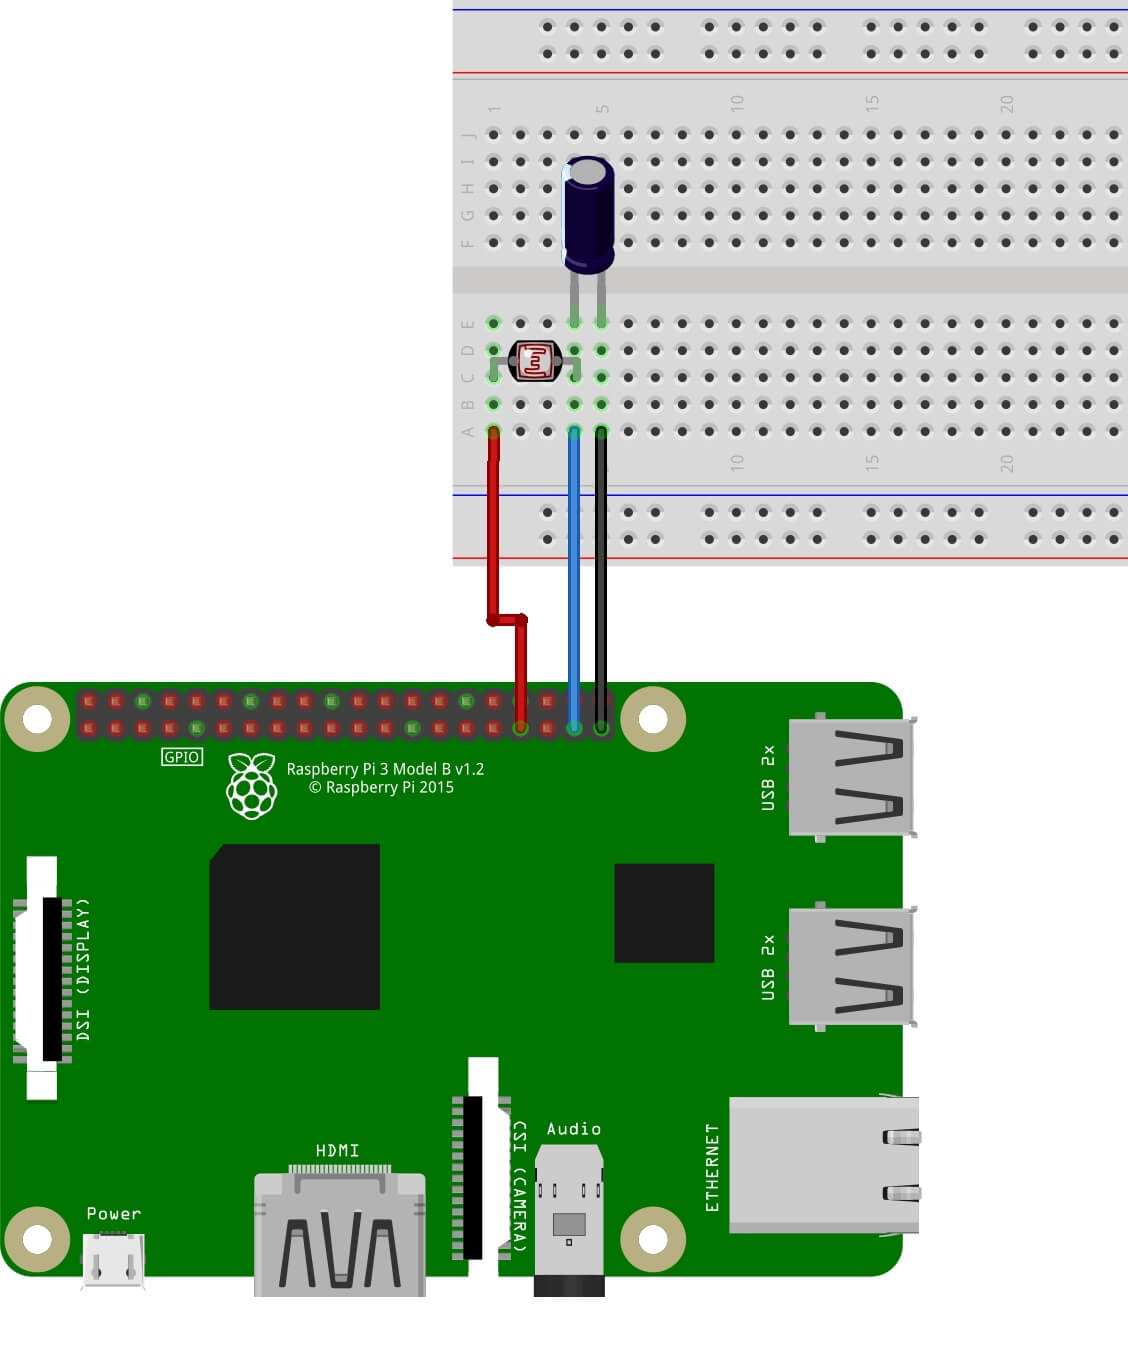 1 5 10 15 20
J
I
H
G
F
E
D
C
B
A
10 15 20
GPIO
Raspberry Pi 3 Model B v1.2
© Raspberry Pi 2015
USB 2x
DSI (DISPLAY)
USB 2x
CSI (CAMERA)
Audio
ETHERNET
HDMI
Power